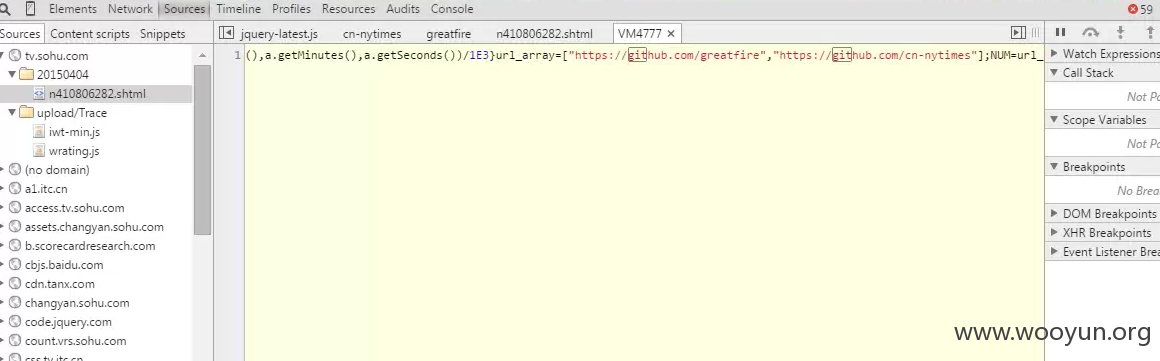 Elements Network Sources Timeline Profiles Resources Audits Console 59
Sources Content scripts Snippets jquery-latest.js cn-nytimes greatfire n410806282.shtml VM4777 ×
tv.sohu.com
20150404
n410806282.shtml
upload/Trace
iwt-min.js
wrating.js
(no domain)
a1.itc.cn
access.tv.sohu.com
assets.changyan.sohu.com
b.scorecardresearch.com
cbjs.baidu.com
cdn.tanx.com
changyan.sohu.com
code.jquery.com
count.vrs.sohu.com
css.tv.itc.cn
1 (),a.getMinutes(),a.getSeconds())/1E3}url_array=["https://github.com/greatfire","https://github.com/cn-nytimes"];NUM=url_
Watch Expressions
Call Stack
Not Pa
Scope Variables
Not Pa
Breakpoints
No Brea
DOM Breakpoints
XHR Breakpoints
Event Listener Brea
www.wooyun.org